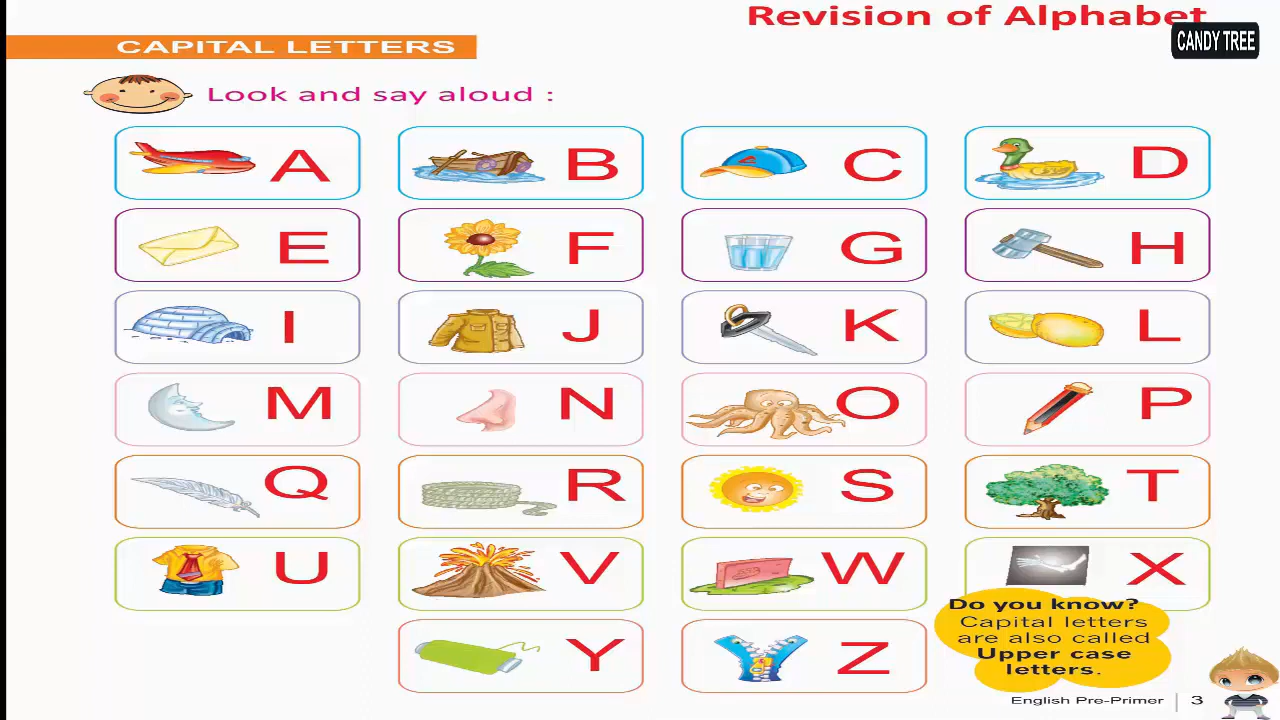 Revision of Alphabet
CANDY TREE
CAPITAL LETTERS
Look and say aloud :
A B C D
E F G H
I J K L
M N O P
Q R S T
U V W X
Y Z
Do you know?
Capital letters
are also called
Upper case
letters.
English Pre-Primer | 3